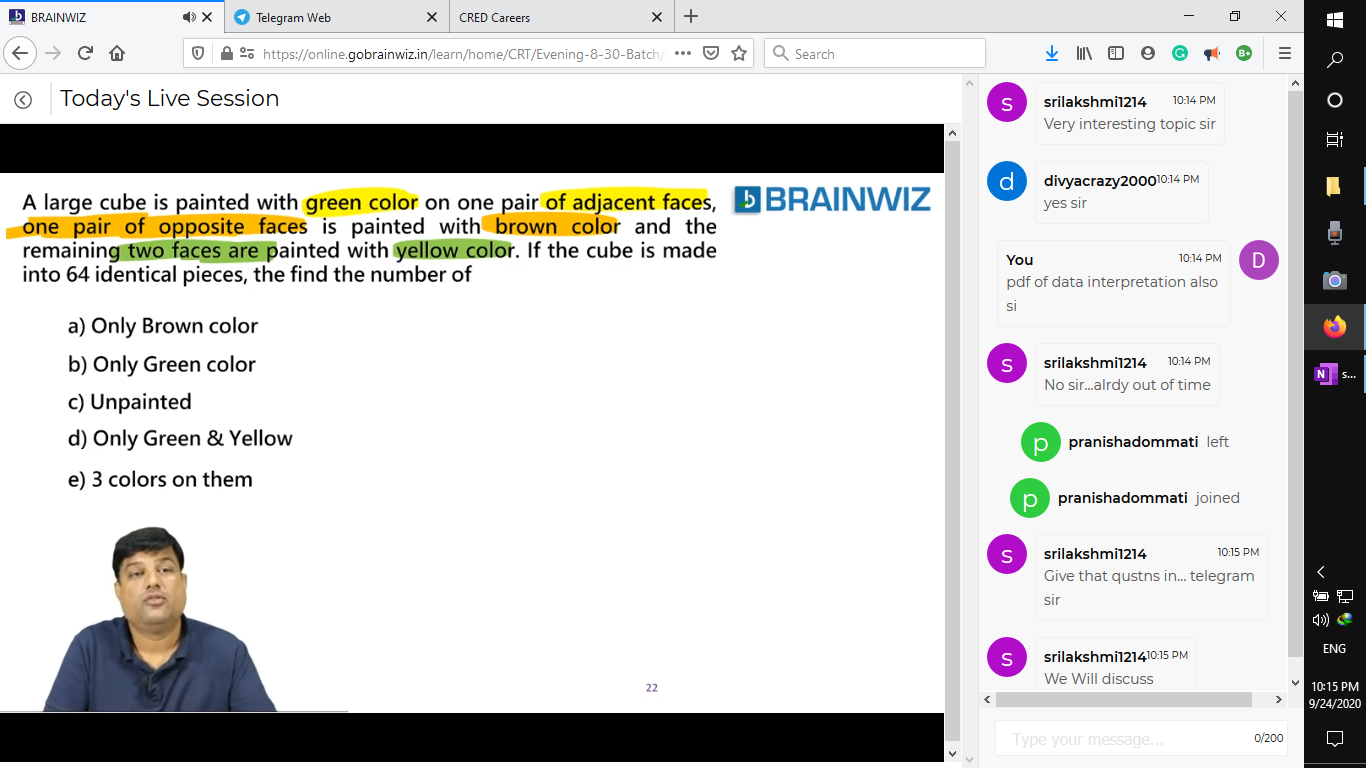 BRAINWIZ
Telegram Web
CRED Careers
https://online.gobrainwiz.in/learn/home/CRT/Evening-8-30-Batch/
Search
Today's Live Session
A large cube is painted with green color on one pair of adjacent faces,
one pair of opposite faces is painted with brown color and the
remaining two faces are painted with yellow color. If the cube is made
into 64 identical pieces, the find the number of
BRAINWIZ
a) Only Brown color
b) Only Green color
c) Unpainted
d) Only Green & Yellow
e) 3 colors on them
22
s
srilakshmi1214 10:14 PM
Very interesting topic sir
d
divyacrazy2000 10:14 PM
yes sir
You 10:14 PM
D
pdf of data interpretation also
si
s
srilakshmi1214 10:14 PM
No sir...alrdy out of time
p
pranishadommati left
p
pranishadommati joined
s
srilakshmi1214 10:15 PM
Give that qustns in... telegram
sir
s
srilakshmi1214 10:15 PM
We Will discuss
Type your message...
0/200
B+
N
s...
ENG
10:15 PM
9/24/2020